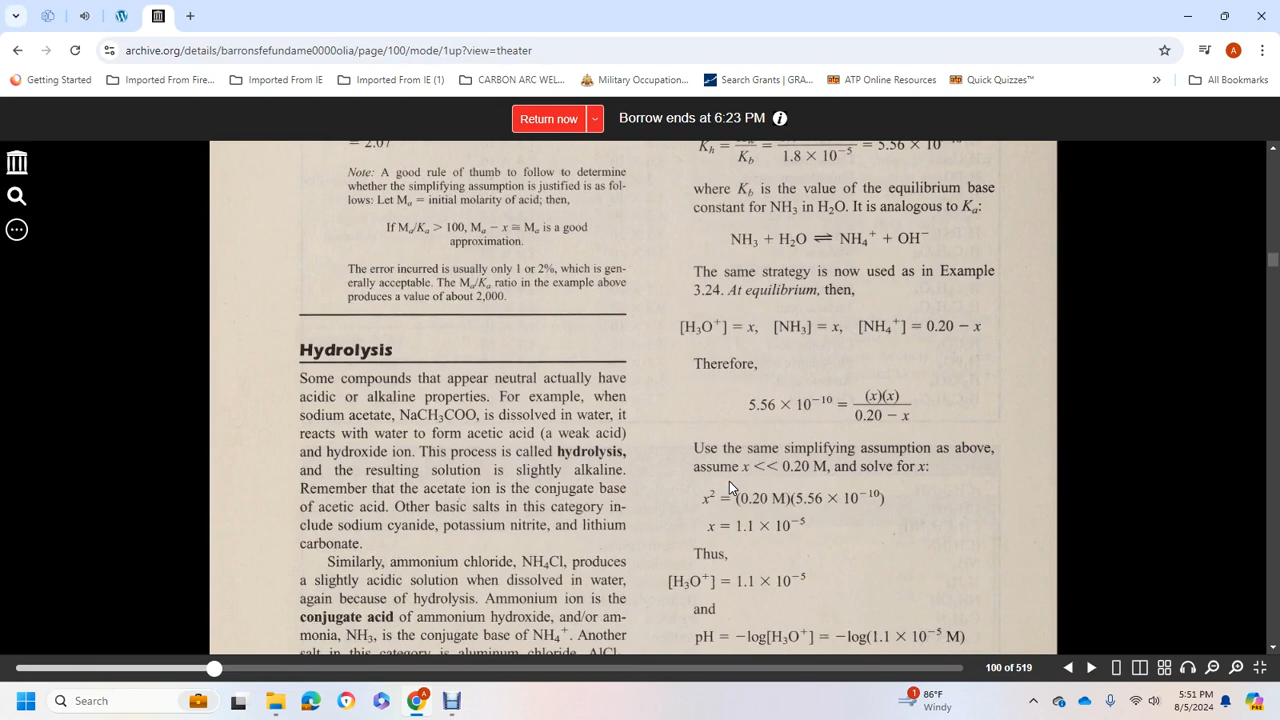 archive.org/details/barronsfefundame0000olia/page/100/mode/1up?view=theater
A
Getting Started
Imported From Fire...
Imported From IE
Imported From IE (1)
CARBON ARC WEL...
Military Occupation...
Search Grants | GRA...
ATP Online Resources
Quick Quizzes™
»
All Bookmarks
Return now
Borrow ends at 6:23 PM
= 2.07
Note: A good rule of thumb to follow to determine
whether the simplifying assumption is justified is as fol-
lows: Let Mₐ = initial molarity of acid; then,
If Mₐ/Kₐ > 100, Mₐ − x ≅ Mₐ is a good
approximation.
The error incurred is usually only 1 or 2%, which is gen-
erally acceptable. The Mₐ/Kₐ ratio in the example above
produces a value of about 2,000.
Hydrolysis
Some compounds that appear neutral actually have
acidic or alkaline properties. For example, when
sodium acetate, NaCH₃COO, is dissolved in water, it
reacts with water to form acetic acid (a weak acid)
and hydroxide ion. This process is called hydrolysis,
and the resulting solution is slightly alkaline.
Remember that the acetate ion is the conjugate base
of acetic acid. Other basic salts in this category in-
clude sodium cyanide, potassium nitrite, and lithium
carbonate.
Similarly, ammonium chloride, NH₄Cl, produces
a slightly acidic solution when dissolved in water,
again because of hydrolysis. Ammonium ion is the
conjugate acid of ammonium hydroxide, and/or am-
monia, NH₃, is the conjugate base of NH₄⁺. Another
salt in this category is aluminum chloride, AlCl
Kₕ = / K_b = / 1.8 × 10⁻⁵ = 5.56 × 10
where K_b is the value of the equilibrium base
constant for NH₃ in H₂O. It is analogous to Kₐ:
NH₃ + H₂O ⇌ NH₄⁺ + OH⁻
The same strategy is now used as in Example
3.24. At equilibrium, then,
[H₃O⁺] = x, [NH₃] = x, [NH₄⁺] = 0.20 − x
Therefore,
5.56 × 10⁻¹⁰ = (x)(x) / 0.20 − x
Use the same simplifying assumption as above,
assume x << 0.20 M, and solve for x:
x² = (0.20 M)(5.56 × 10⁻¹⁰)
x = 1.1 × 10⁻⁵
Thus,
[H₃O⁺] = 1.1 × 10⁻⁵
and
pH = −log[H₃O⁺] = −log(1.1 × 10⁻⁵ M)
100 of 519
Search
1
86°F
Windy
5:51 PM
8/5/2024